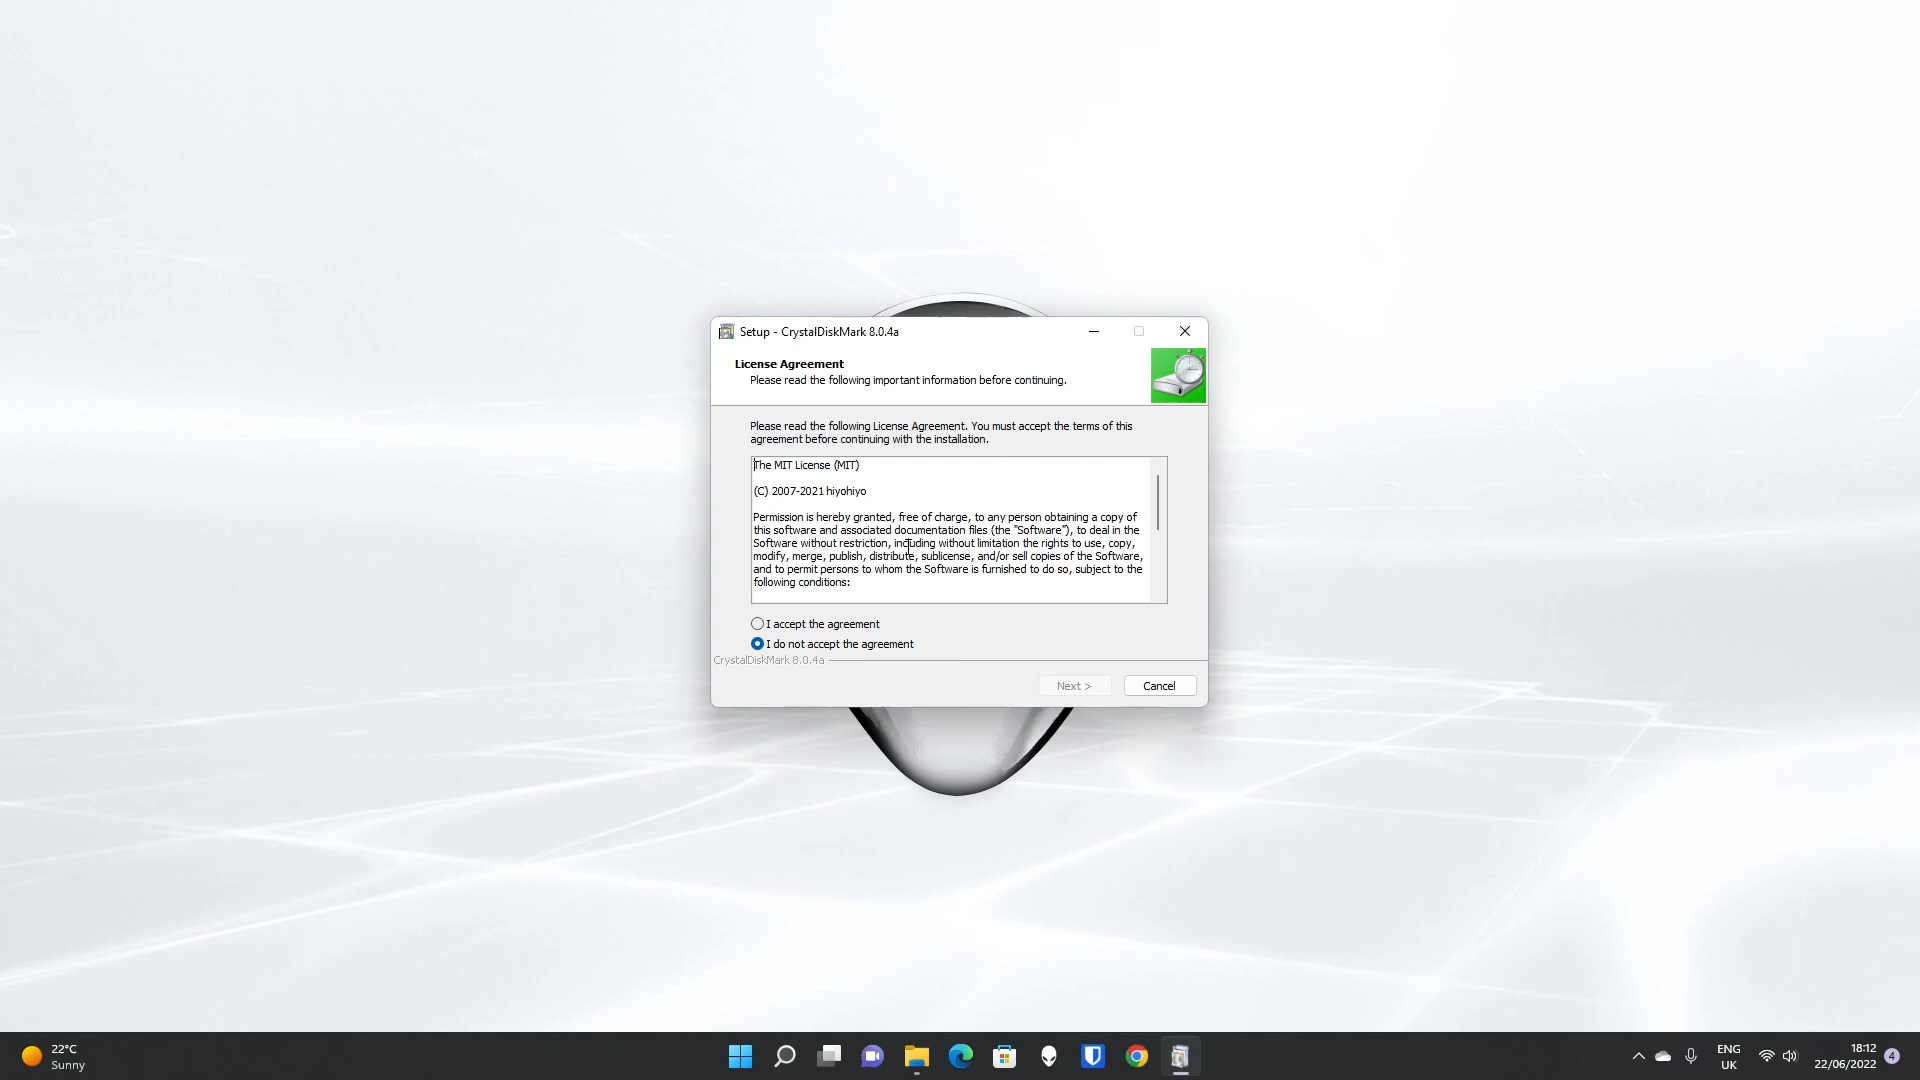 Setup - CrystalDiskMark 8.0.4a
License Agreement
Please read the following important information before continuing.
Please read the following License Agreement. You must accept the terms of this
agreement before continuing with the installation.
The MIT License (MIT)
(C) 2007-2021 hiyohiyo
Permission is hereby granted, free of charge, to any person obtaining a copy of
this software and associated documentation files (the "Software"), to deal in the
Software without restriction, including without limitation the rights to use, copy,
modify, merge, publish, distribute, sublicense, and/or sell copies of the Software,
and to permit persons to whom the Software is furnished to do so, subject to the
following conditions:
I accept the agreement
I do not accept the agreement
CrystalDiskMark 8.0.4a
Next >
Cancel
22°C
Sunny
ENG
UK
18:12
22/06/2022
4